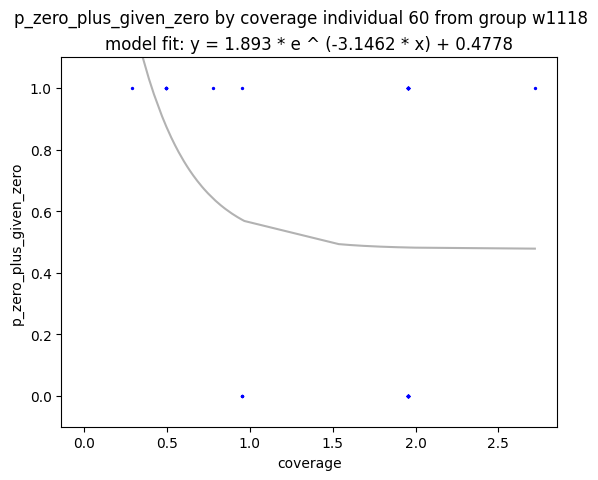 p_zero_plus_given_zero by coverage individual 60 from group w1118
model fit: y = 1.893 * e ^ (-3.1462 * x) + 0.4778
1.0
0.8
0.6
0.4
0.2
0.0
p_zero_plus_given_zero
0.0 0.5 1.0 1.5 2.0 2.5
coverage